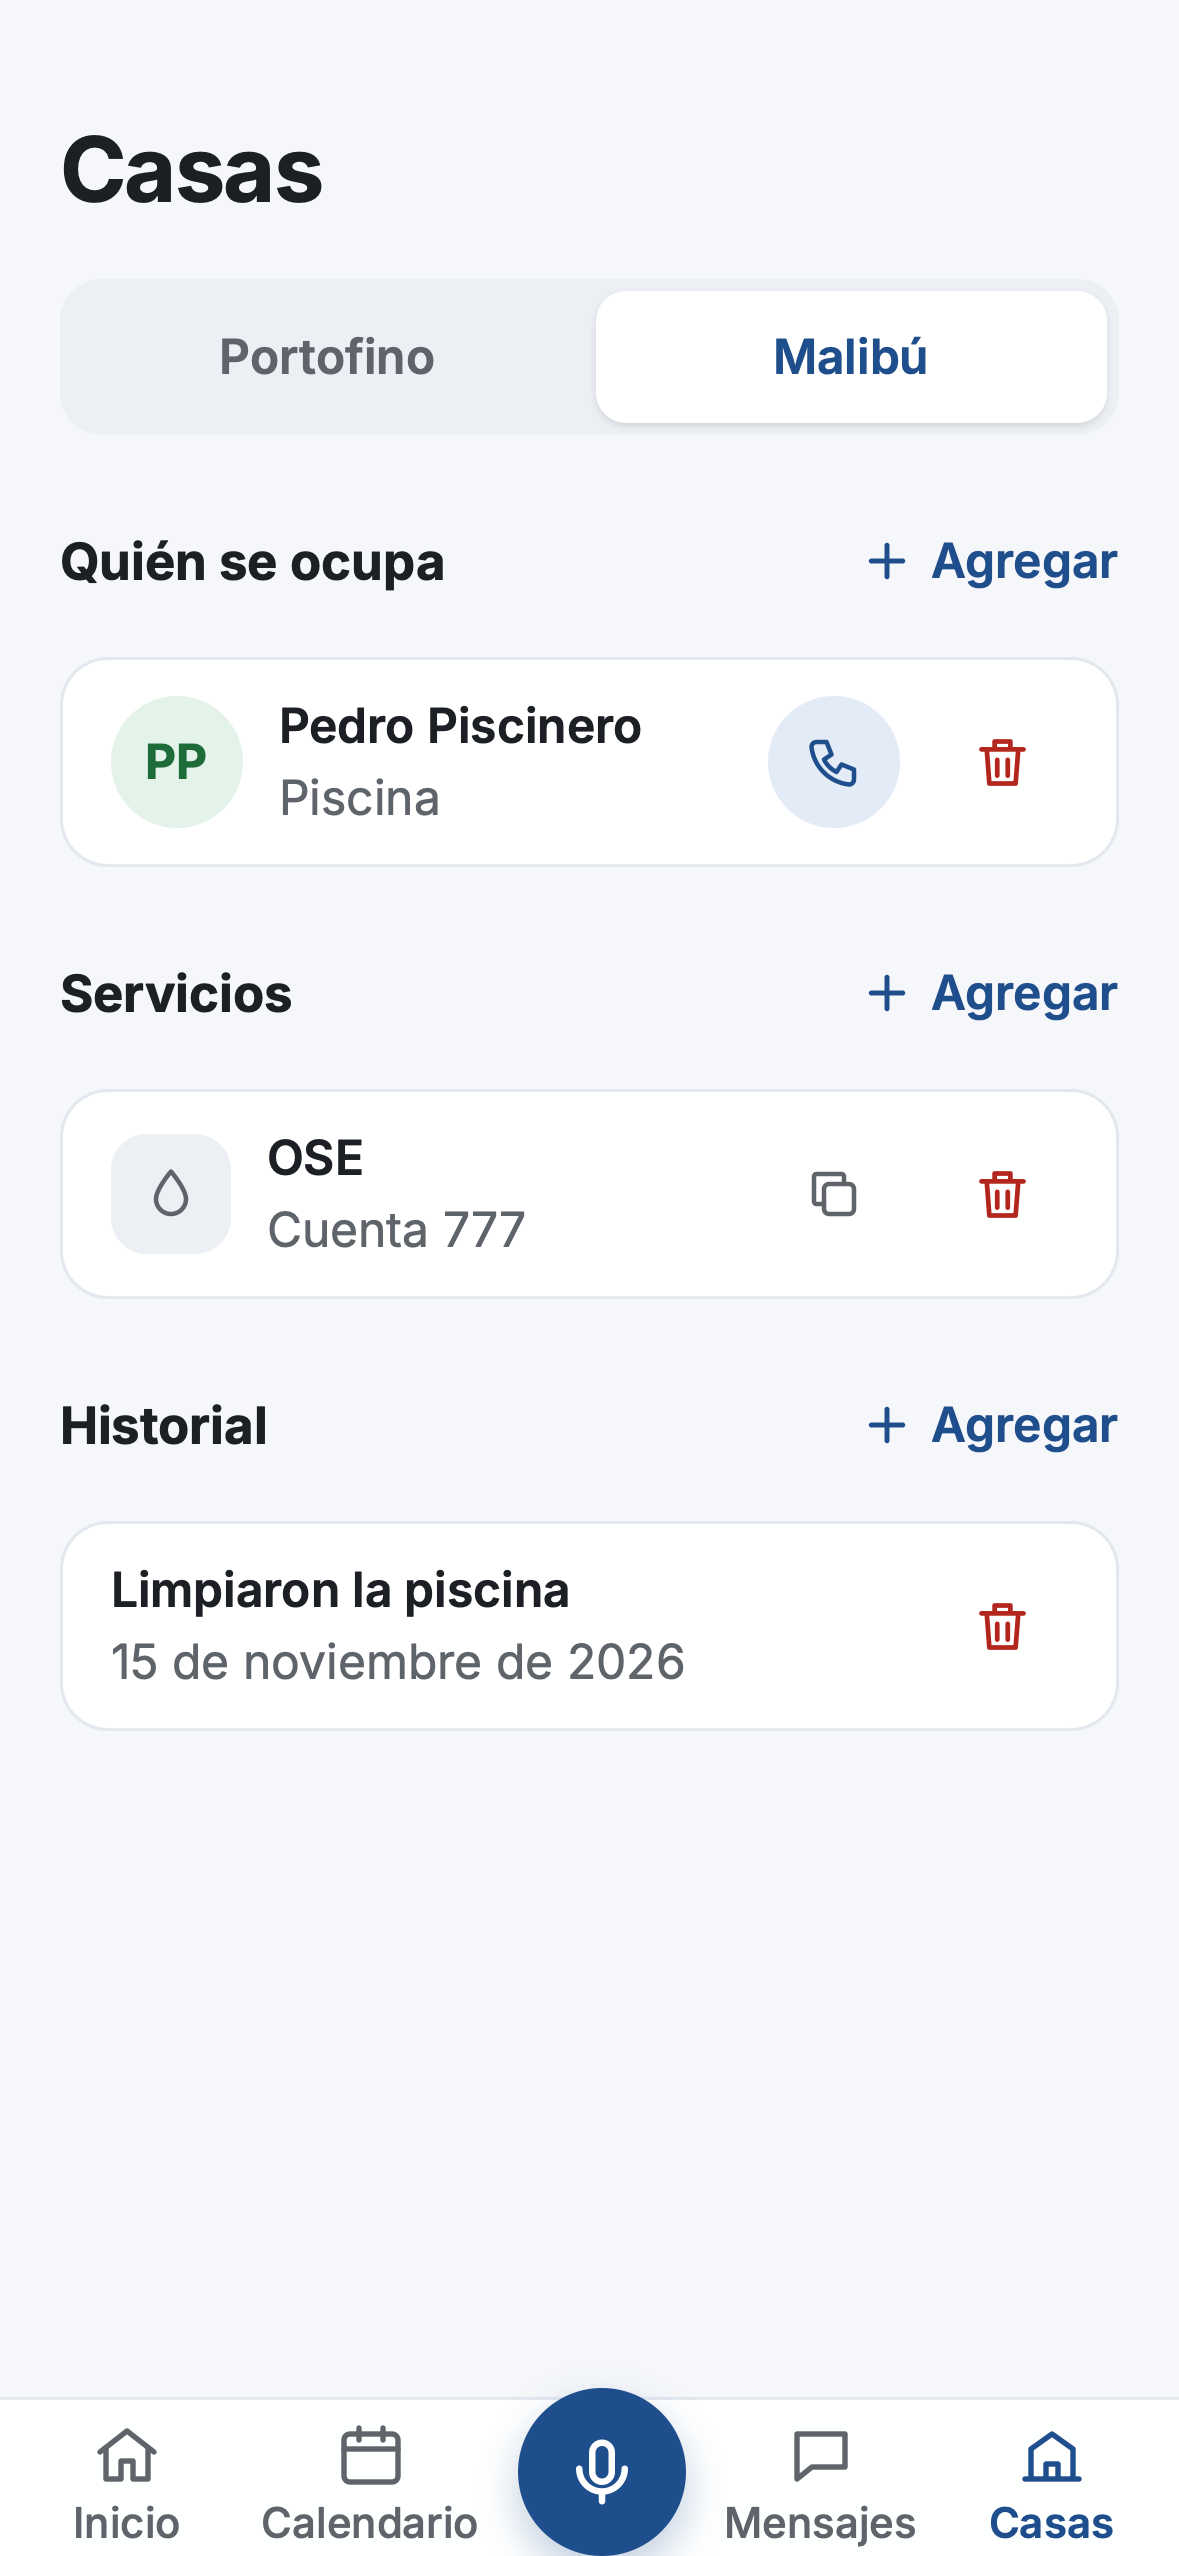 Casas
Portofino
Malibú
Quién se ocupa
Agregar
PP
Pedro Piscinero
Piscina
Servicios
Agregar
OSE
Cuenta 777
Historial
Agregar
Limpiaron la piscina
15 de noviembre de 2026
Inicio
Calendario
Mensajes
Casas